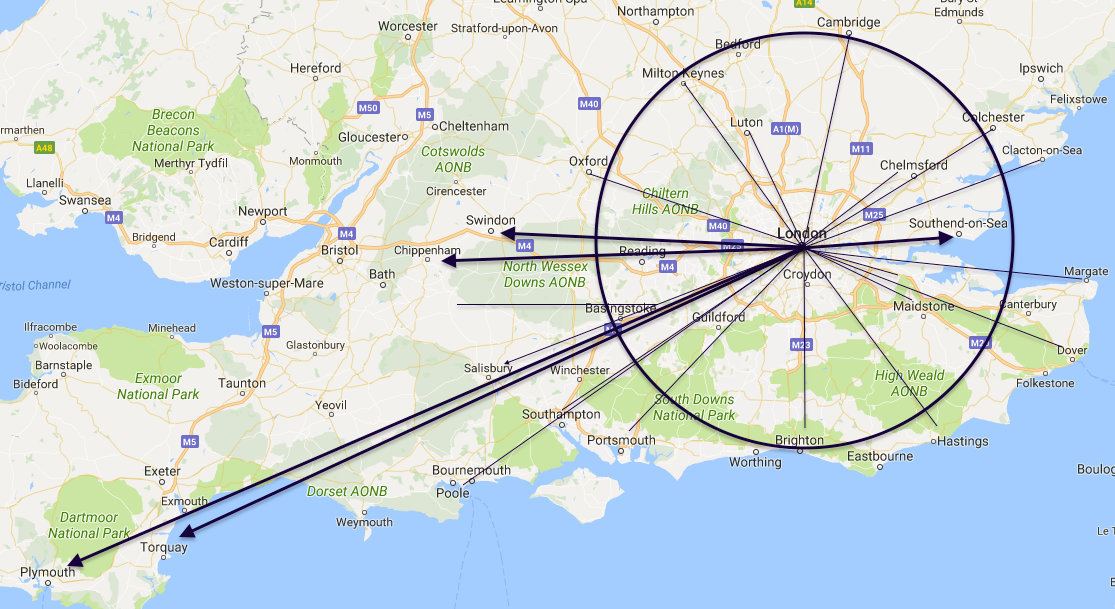 Leamington Spa
Northampton
A14
Bury St
Edmunds
Worcester
Stratford-upon-Avon
Cambridge
Bedford
Hereford
Milton Keynes
Ipswich
M50
M40
Felixstowe
Brecon
Beacons
National Park
M5
Cheltenham
Luton
A1(M)
Colchester
rmarthen
Gloucester
A48
Merthyr Tydfil
Monmouth
Cotswolds
AONB
Oxford
M11
Clacton-on-Sea
Chelmsford
Llanelli
Cirencester
Chiltern
Hills AONB
Swansea
Newport
M4
Swindon
M40
M25
Southend-on-Sea
Bridgend
Cardiff
M4
Bristol
Chippenham
M4
London
Reading
M4
Bath
North Wessex
Downs AONB
Croydon
Margate
ristol Channel
Weston-super-Mare
Basingstoke
Maidstone
Canterbury
Guildford
Ilfracombe
Woolacombe
Minehead
M5
Glastonbury
M23
M20
Dover
Barnstaple
Bideford
Exmoor
National Park
Taunton
Salisbury
Winchester
High Weald
AONB
Folkestone
Yeovil
South Downs
National Park
Southampton
M5
Portsmouth
Brighton
Hastings
Worthing
Eastbourne
Exeter
Bournemouth
Poole
Boulog
Exmouth
Dorset AONB
Dartmoor
National Park
Weymouth
Le T
Torquay
Plymouth
B